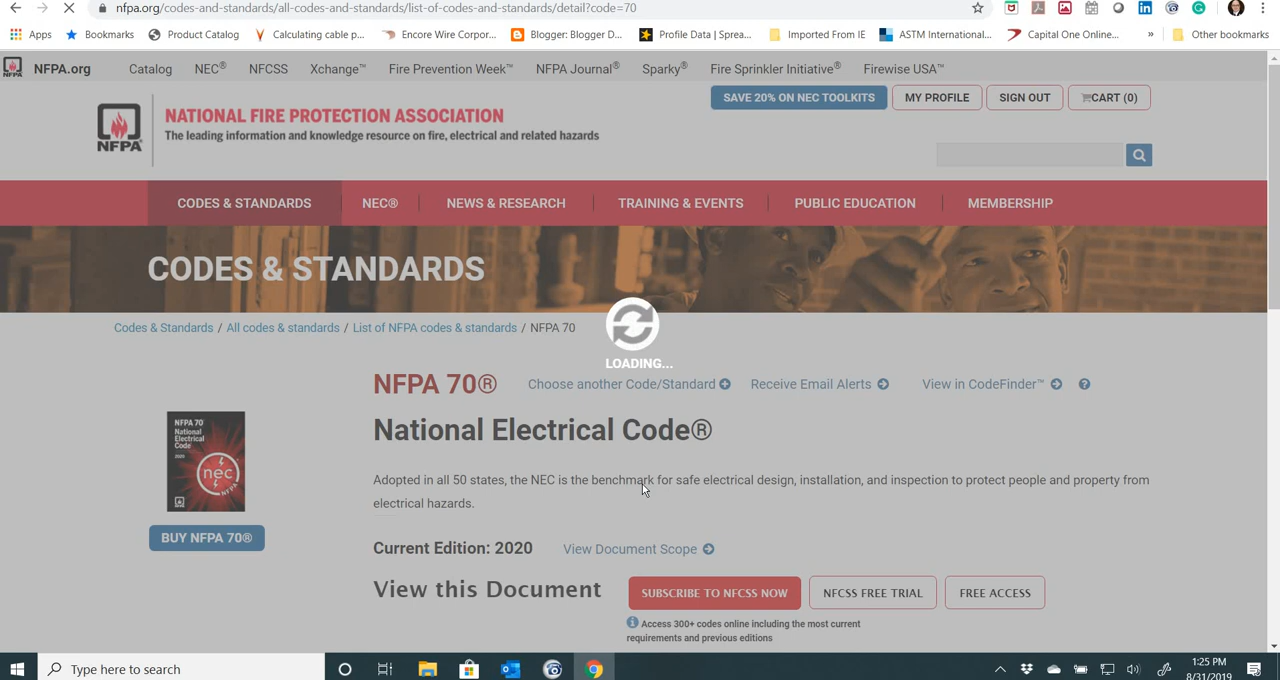 nfpa.org/codes-and-standards/all-codes-and-standards/list-of-codes-and-standards/detail?code=70
Apps Bookmarks Product Catalog Calculating cable p... Encore Wire Corpor... Blogger: Blogger D... Profile Data | Sprea... Imported From IE ASTM International... Capital One Online... » Other bookmarks
NFPA NFPA.org Catalog NEC® NFCSS Xchange™ Fire Prevention Week™ NFPA Journal® Sparky® Fire Sprinkler Initiative® Firewise USA™
SAVE 20% ON NEC TOOLKITS MY PROFILE SIGN OUT CART (0)
NFPA®
NATIONAL FIRE PROTECTION ASSOCIATION
The leading information and knowledge resource on fire, electrical and related hazards
CODES & STANDARDS NEC® NEWS & RESEARCH TRAINING & EVENTS PUBLIC EDUCATION MEMBERSHIP
CODES & STANDARDS
Codes & Standards / All codes & standards / List of NFPA codes & standards / NFPA 70
LOADING...
NFPA 70® Choose another Code/Standard View in CodeFinder™ Receive Email Alerts
National Electrical Code®
NFPA 70®
National
Electrical
Code®
2020
nec
BUY NFPA 70®
Adopted in all 50 states, the NEC is the benchmark for safe electrical design, installation, and inspection to protect people and property from
electrical hazards.
Current Edition: 2020 View Document Scope
View this Document SUBSCRIBE TO NFCSS NOW NFCSS FREE TRIAL FREE ACCESS
Access 300+ codes online including the most current
requirements and previous editions
Type here to search
1:25 PM
8/31/2019